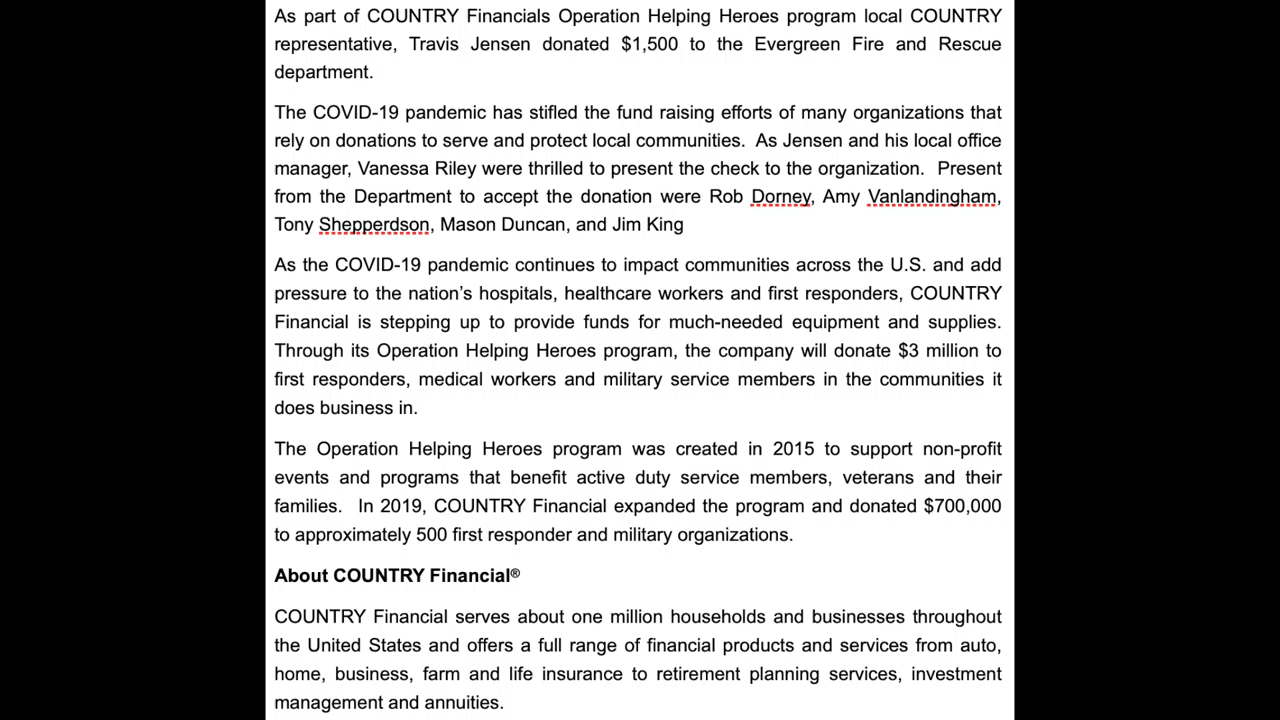 As part of COUNTRY Financials Operation Helping Heroes program local COUNTRY
representative, Travis Jensen donated $1,500 to the Evergreen Fire and Rescue
department.
The COVID-19 pandemic has stifled the fund raising efforts of many organizations that
rely on donations to serve and protect local communities.  As Jensen and his local office
manager, Vanessa Riley were thrilled to present the check to the organization.  Present
from the Department to accept the donation were Rob Dorney, Amy Vanlandingham,
Tony Shepperdson, Mason Duncan, and Jim King
As the COVID-19 pandemic continues to impact communities across the U.S. and add
pressure to the nation’s hospitals, healthcare workers and first responders, COUNTRY
Financial is stepping up to provide funds for much-needed equipment and supplies.
Through its Operation Helping Heroes program, the company will donate $3 million to
first responders, medical workers and military service members in the communities it
does business in.
The Operation Helping Heroes program was created in 2015 to support non-profit
events and programs that benefit active duty service members, veterans and their
families.  In 2019, COUNTRY Financial expanded the program and donated $700,000
to approximately 500 first responder and military organizations.
About COUNTRY Financial®
COUNTRY Financial serves about one million households and businesses throughout
the United States and offers a full range of financial products and services from auto,
home, business, farm and life insurance to retirement planning services, investment
management and annuities.